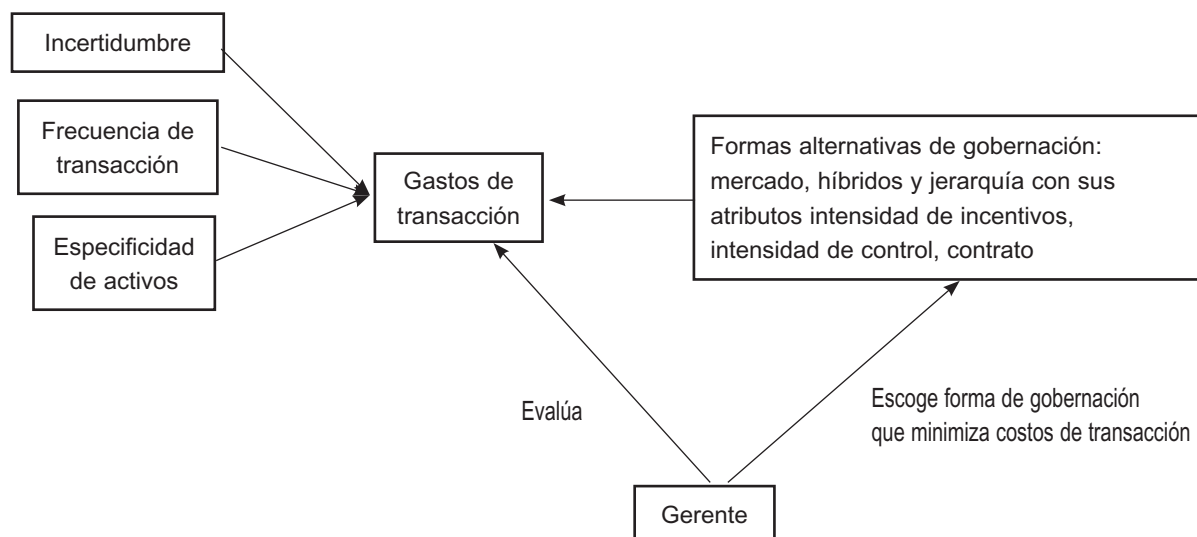 Incertidumbre
Frecuencia de
transacción
Especificidad
de activos
Gastos de
transacción
Formas alternativas de gobernación:
mercado, híbridos y jerarquía con sus
atributos intensidad de incentivos,
intensidad de control, contrato
Evalúa
Escoge forma de gobernación
que minimiza costos de transacción
Gerente